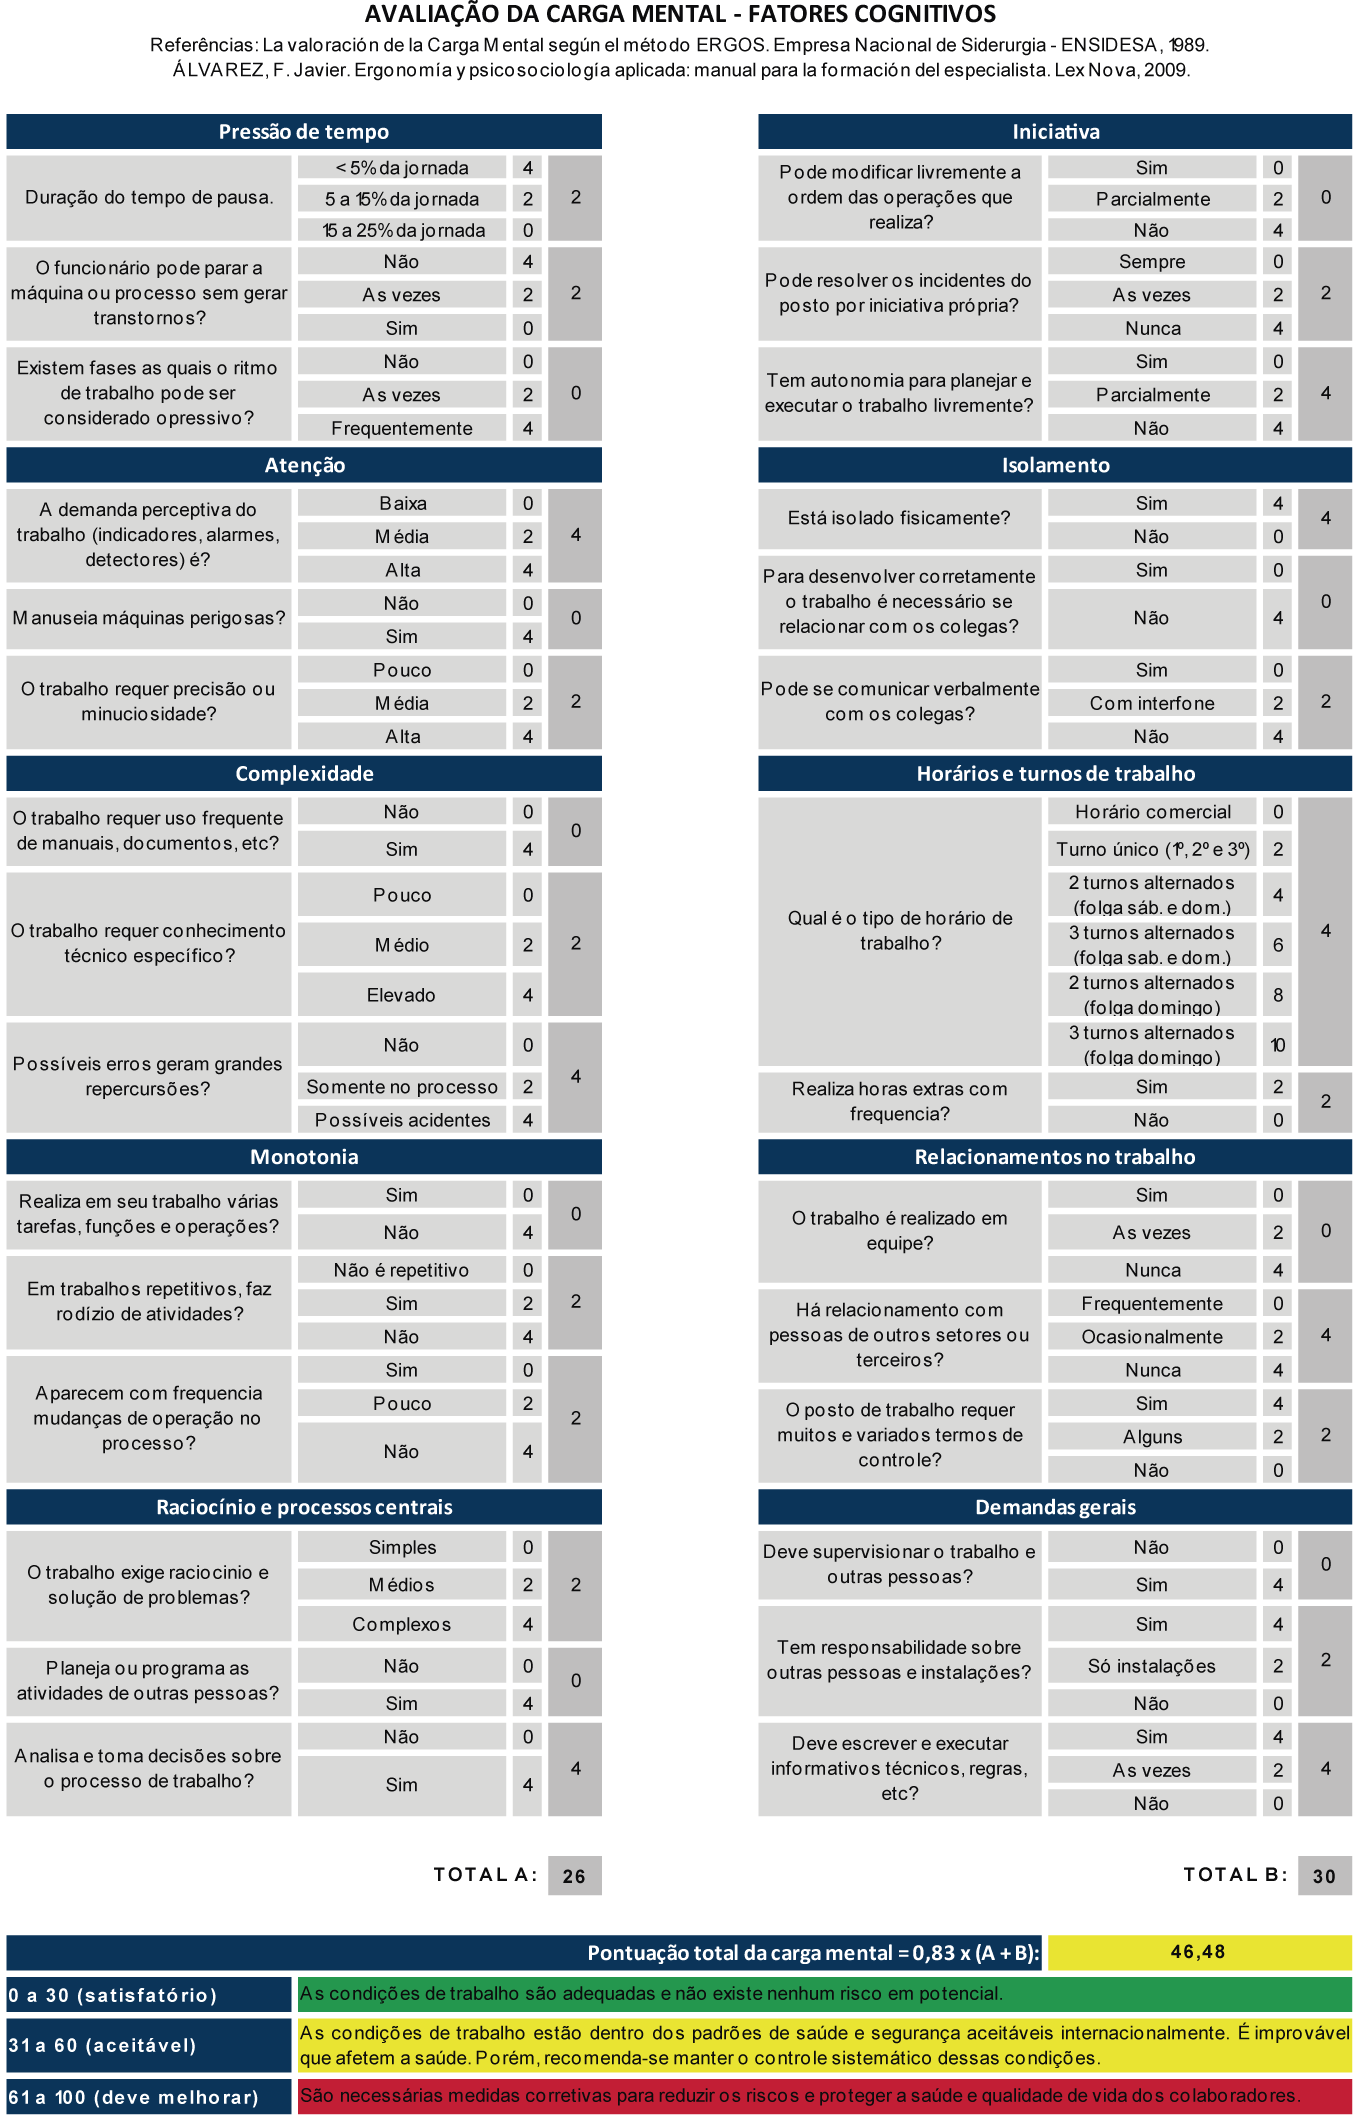 AVALIAÇÃO DA CARGA MENTAL - FATORES COGNITIVOS
Referências: La valoración de la Carga Mental según el método ERGOS. Empresa Nacional de Siderurgia - ENSIDESA, 1989.
ÁLVAREZ, F. Javier. Ergonomía y psicosociología aplicada: manual para la formación del especialista. Lex Nova, 2009.
Pressão de tempo
Duração do tempo de pausa.
< 5% da jornada 4
5 a 15% da jornada 2
15 a 25% da jornada 0
2
O funcionário pode parar a
máquina ou processo sem gerar
transtornos?
Não 4
As vezes 2
Sim 0
2
Existem fases as quais o ritmo
de trabalho pode ser
considerado opressivo?
Não 0
As vezes 2
Frequentemente 4
0
Atenção
A demanda perceptiva do
trabalho (indicadores, alarmes,
detectores) é?
Baixa 0
Média 2
Alta 4
4
Manuseia máquinas perigosas?
Não 0
Sim 4
0
O trabalho requer precisão ou
minuciosidade?
Pouco 0
Média 2
Alta 4
2
Complexidade
O trabalho requer uso frequente
de manuais, documentos, etc?
Não 0
Sim 4
0
O trabalho requer conhecimento
técnico específico?
Pouco 0
Médio 2
Elevado 4
2
Possíveis erros geram grandes
repercursões?
Não 0
Somente no processo 2
Possíveis acidentes 4
4
Monotonia
Realiza em seu trabalho várias
tarefas, funções e operações?
Sim 0
Não 4
0
Em trabalhos repetitivos, faz
rodízio de atividades?
Não é repetitivo 0
Sim 2
Não 4
2
Aparecem com frequencia
mudanças de operação no
processo?
Sim 0
Pouco 2
Não 4
2
Raciocínio e processos centrais
O trabalho exige raciocinio e
solução de problemas?
Simples 0
Médios 2
Complexos 4
2
Planeja ou programa as
atividades de outras pessoas?
Não 0
Sim 4
0
Analisa e toma decisões sobre
o processo de trabalho?
Não 0
Sim 4
4
TOTAL A: 26
Iniciativa
Pode modificar livremente a
ordem das operações que
realiza?
Sim 0
Parcialmente 2
Não 4
0
Pode resolver os incidentes do
posto por iniciativa própria?
Sempre 0
As vezes 2
Nunca 4
2
Tem autonomia para planejar e
executar o trabalho livremente?
Sim 0
Parcialmente 2
Não 4
4
Isolamento
Está isolado fisicamente?
Sim 4
Não 0
4
Para desenvolver corretamente
o trabalho é necessário se
relacionar com os colegas?
Sim 0
Não 4
0
Pode se comunicar verbalmente
com os colegas?
Sim 0
Com interfone 2
Não 4
2
Horários e turnos de trabalho
Qual é o tipo de horário de
trabalho?
Horário comercial 0
Turno único (1º, 2º e 3º) 2
2 turnos alternados
(folga sáb. e dom.) 4
3 turnos alternados
(folga sab. e dom.) 6
2 turnos alternados
(folga domingo) 8
3 turnos alternados
(folga domingo) 10
4
Realiza horas extras com
frequencia?
Sim 2
Não 0
2
Relacionamentos no trabalho
O trabalho é realizado em
equipe?
Sim 0
As vezes 2
Nunca 4
0
Há relacionamento com
pessoas de outros setores ou
terceiros?
Frequentemente 0
Ocasionalmente 2
Nunca 4
4
O posto de trabalho requer
muitos e variados termos de
controle?
Sim 4
Alguns 2
Não 0
2
Demandas gerais
Deve supervisionar o trabalho e
outras pessoas?
Não 0
Sim 4
0
Tem responsabilidade sobre
outras pessoas e instalações?
Sim 4
Só instalações 2
Não 0
2
Deve escrever e executar
informativos técnicos, regras,
etc?
Sim 4
As vezes 2
Não 0
4
TOTAL B: 30
Pontuação total da carga mental = 0,83 x (A + B): 46,48
0 a 30 (satisfatório) As condições de trabalho são adequadas e não existe nenhum risco em potencial.
31 a 60 (aceitável) As condições de trabalho estão dentro dos padrões de saúde e segurança aceitáveis internacionalmente. É improvável
que afetem a saúde. Porém, recomenda-se manter o controle sistemático dessas condições.
61 a 100 (deve melhorar) São necessárias medidas corretivas para reduzir os riscos e proteger a saúde e qualidade de vida dos colaboradores.